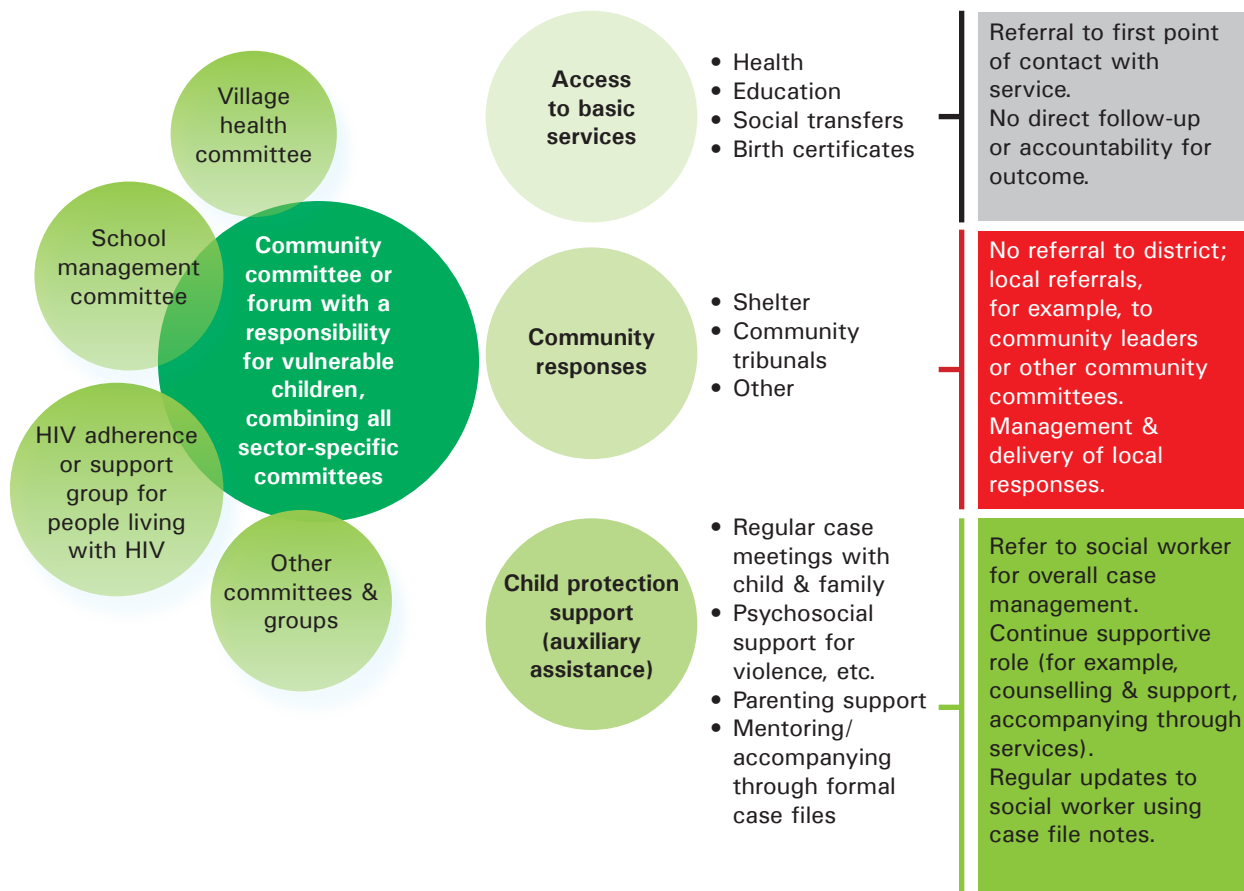 Village
health
committee
School
management
committee
HIV adherence
or support
group for
people living
with HIV
Other
committees &
groups
Community
committee or
forum with a
responsibility
for vulnerable
children,
combining all
sector-specific
committees
Access
to basic
services
• Health
• Education
• Social transfers
• Birth certificates
Referral to first point
of contact with
service.
No direct follow-up
or accountability for
outcome.
Community
responses
• Shelter
• Community
tribunals
• Other
No referral to district;
local referrals,
for example, to
community leaders
or other community
committees.
Management &
delivery of local
responses.
Child protection
support
(auxiliary
assistance)
• Regular case
meetings with
child & family
• Psychosocial
support for
violence, etc.
• Parenting support
• Mentoring/
accompanying
through formal
case files
Refer to social worker
for overall case
management.
Continue supportive
role (for example,
counselling & support,
accompanying through
services).
Regular updates to
social worker using
case file notes.